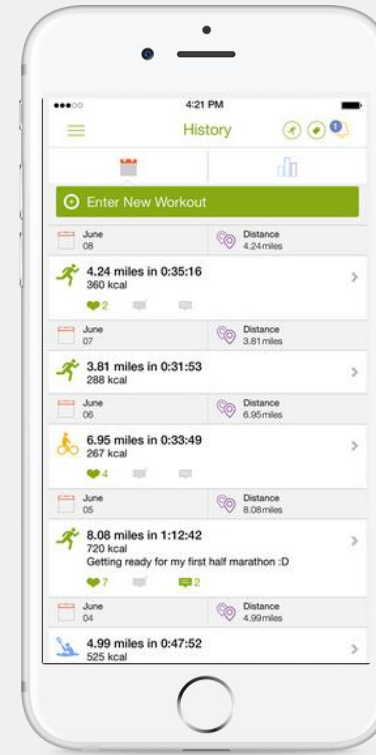 4:21 PM
History
1
Enter New Workout
June
08
Distance
4.24 miles
4.24 miles in 0:35:16
360 kcal
2
June
07
Distance
3.81 miles
3.81 miles in 0:31:53
288 kcal
June
06
Distance
6.95 miles
6.95 miles in 0:33:49
267 kcal
4
June
05
Distance
8.08 miles
8.08 miles in 1:12:42
720 kcal
Getting ready for my first half marathon :D
7 2
June
04
Distance
4.99 miles
4.99 miles in 0:47:52
525 kcal